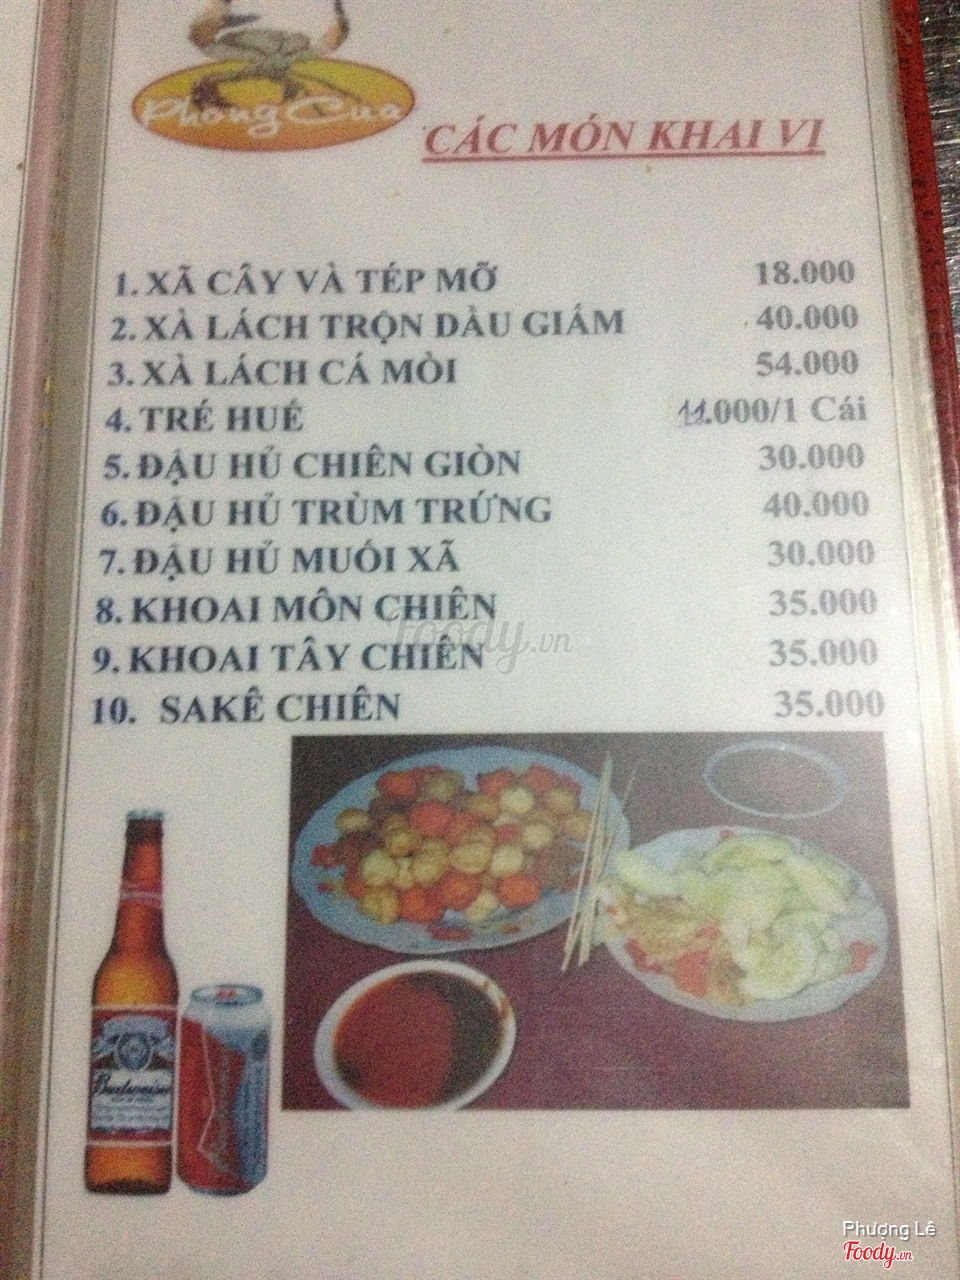 Phong Cua
CÁC MÓN KHAI VỊ
1. XÃ CÂY VÀ TÉP MỠ 18.000
2. XÀ LÁCH TRỘN DẦU GIẤM 40.000
3. XÀ LÁCH CÁ MÒI 54.000
4. TRÉ HUÉ 11.000/1 Cái
5. ĐẬU HỦ CHIÊN GIÒN 30.000
6. ĐẬU HỦ TRÙM TRỨNG 40.000
7. ĐẬU HỦ MUỐI XÃ 30.000
8. KHOAI MÔN CHIÊN 35.000
Foody.vn
9. KHOAI TÂY CHIÊN 35.000
10. SAKÊ CHIÊN 35.000
Budweiser
Phượng Lê
Foody.vn